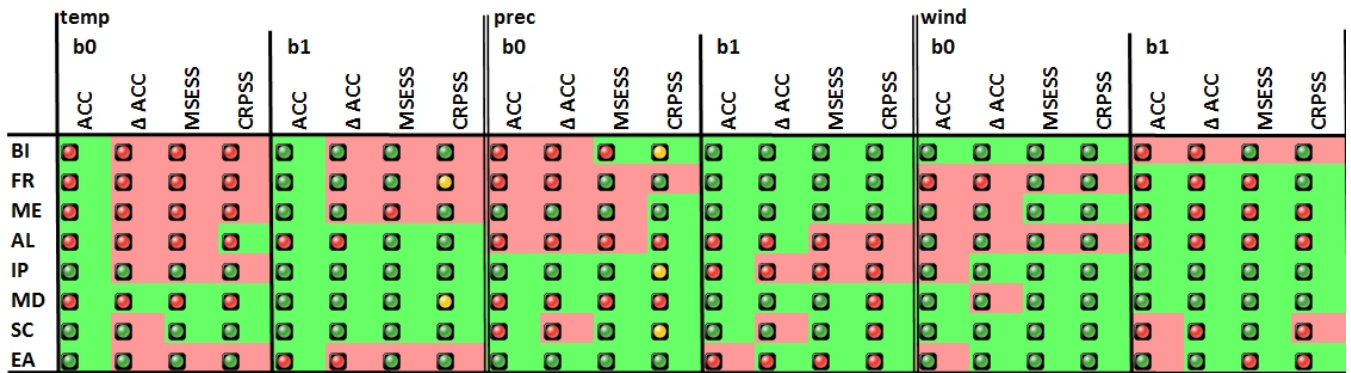 temp prec wind
b0 b1 b0 b1 b0 b1
ACC Δ ACC MSESS CRPSS ACC Δ ACC MSESS CRPSS ACC Δ ACC MSESS CRPSS ACC Δ ACC MSESS CRPSS ACC Δ ACC MSESS CRPSS ACC Δ ACC MSESS CRPSS
BI
FR
ME
AL
IP
MD
SC
EA